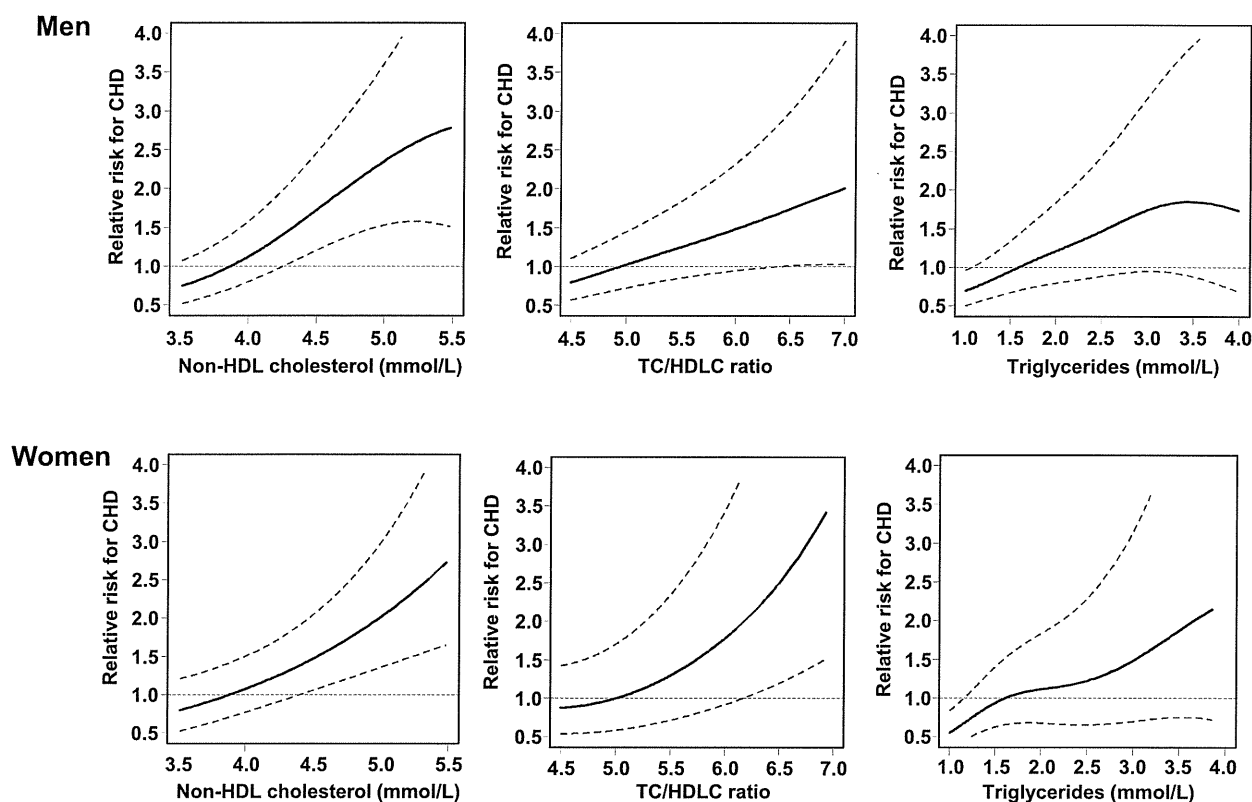 Men
Relative risk for CHD
4.0
3.5
3.0
2.5
2.0
1.5
1.0
0.5
3.5 4.0 4.5 5.0 5.5
Non-HDL cholesterol (mmol/L)
Relative risk for CHD
4.0
3.5
3.0
2.5
2.0
1.5
1.0
0.5
4.5 5.0 5.5 6.0 6.5 7.0
TC/HDLC ratio
Relative risk for CHD
4.0
3.5
3.0
2.5
2.0
1.5
1.0
0.5
1.0 1.5 2.0 2.5 3.0 3.5 4.0
Triglycerides (mmol/L)
Women
Relative risk for CHD
4.0
3.5
3.0
2.5
2.0
1.5
1.0
0.5
3.5 4.0 4.5 5.0 5.5
Non-HDL cholesterol (mmol/L)
Relative risk for CHD
4.0
3.5
3.0
2.5
2.0
1.5
1.0
0.5
4.5 5.0 5.5 6.0 6.5 7.0
TC/HDLC ratio
Relative risk for CHD
4.0
3.5
3.0
2.5
2.0
1.5
1.0
0.5
1.0 1.5 2.0 2.5 3.0 3.5 4.0
Triglycerides (mmol/L)